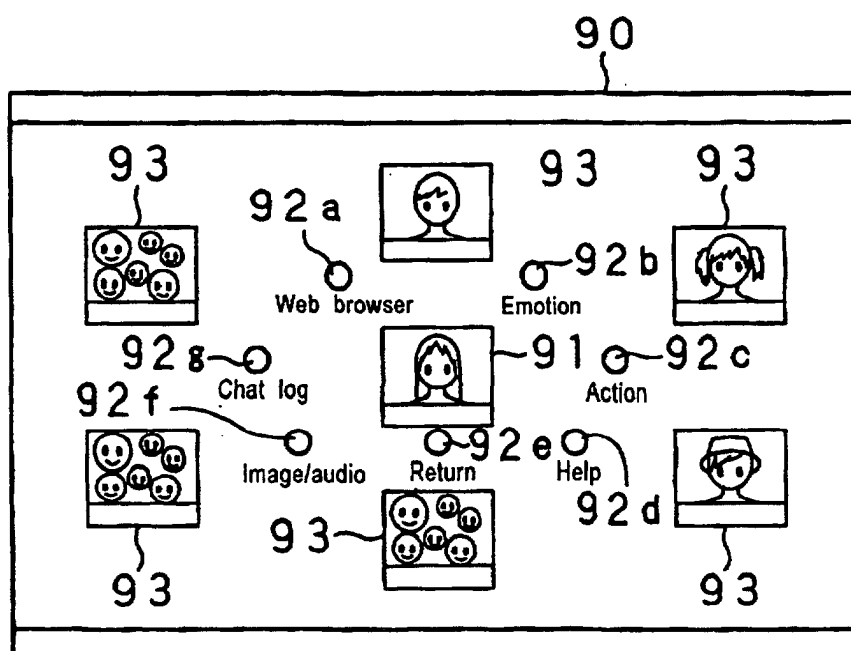 90
93 93 93
92a
92b
Web browser Emotion
92g 91 92c
Chat log Action
92f
92e
Image/audio Return Help
92d
93
93 93